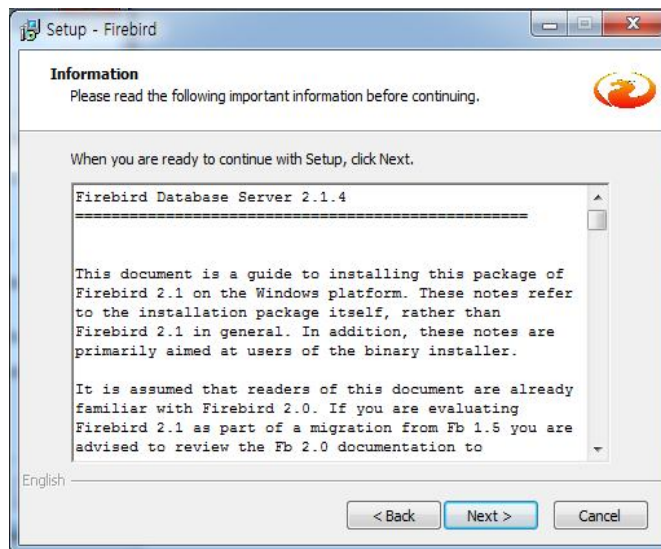 Setup - Firebird
Information
Please read the following important information before continuing.
When you are ready to continue with Setup, click Next.
Firebird Database Server 2.1.4
==================================================
This document is a guide to installing this package of
Firebird 2.1 on the Windows platform. These notes refer
to the installation package itself, rather than
Firebird 2.1 in general. In addition, these notes are
primarily aimed at users of the binary installer.
It is assumed that readers of this document are already
familiar with Firebird 2.0. If you are evaluating
Firebird 2.1 as part of a migration from Fb 1.5 you are
advised to review the Fb 2.0 documentation to
English
< Back Next > Cancel